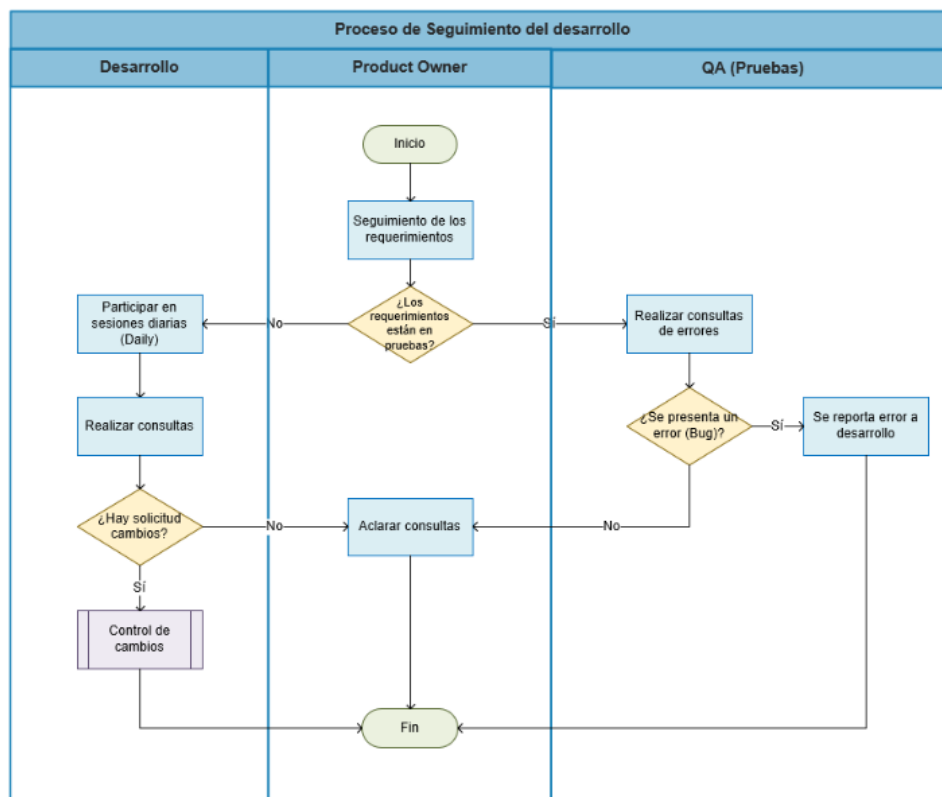 Proceso de Seguimiento del desarrollo
Desarrollo
Product Owner
QA (Pruebas)
Inicio
Seguimiento de los
requerimientos
¿Los
requerimientos
están en
pruebas?
No
Sí
Participar en
sesiones diarias
(Daily)
Realizar consultas
de errores
Realizar consultas
¿Se presenta un
error (Bug)?
Sí
Se reporta error a
desarrollo
¿Hay solicitud
cambios?
No
Aclarar consultas
No
Sí
Control de
cambios
Fin